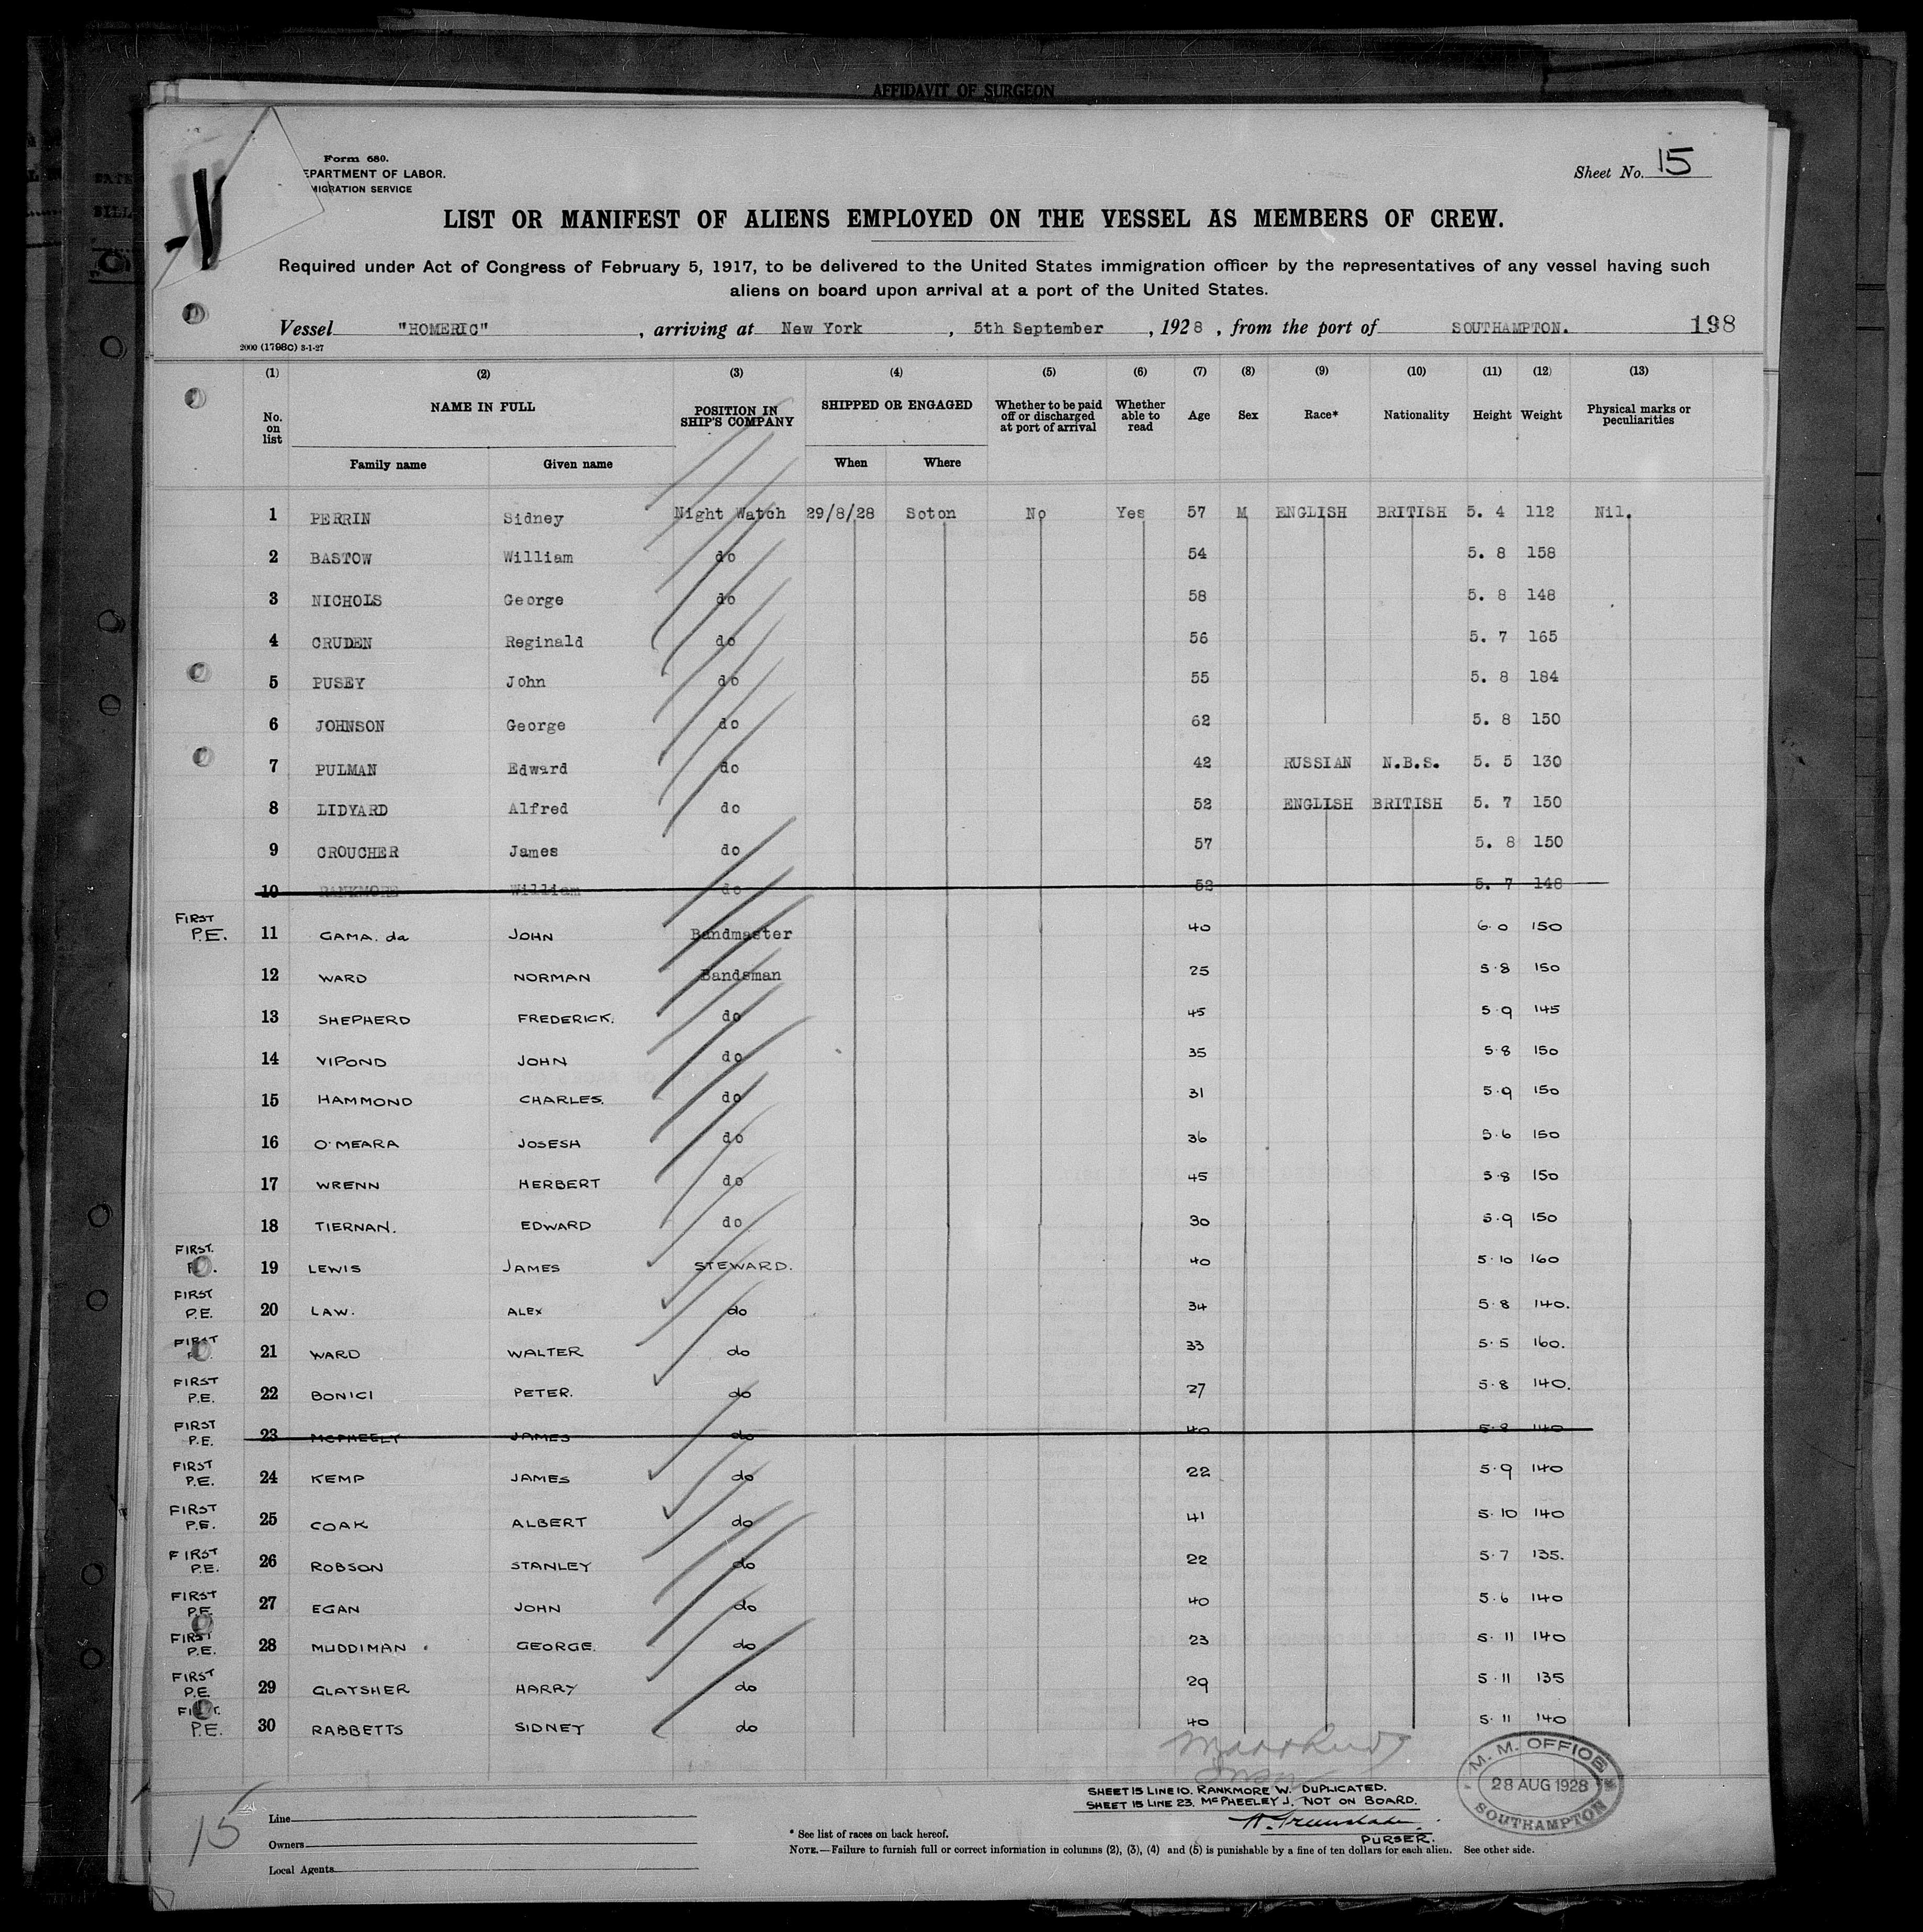 AFFIDAVIT OF SURGEON
Form 680.
EPARTMENT OF LABOR.
MIGRATION SERVICE
Sheet No. 15
LIST OR MANIFEST OF ALIENS EMPLOYED ON THE VESSEL AS MEMBERS OF CREW.
Required under Act of Congress of February 5, 1917, to be delivered to the United States immigration officer by the representatives of any vessel having such
aliens on board upon arrival at a port of the United States.
Vessel "HOMERIC" , arriving at New York , 5th September , 1928 , from the port of SOUTHAMPTON. 198
2000 (1798c) 3-1-27
(1) (2) (3) (4) (5) (6) (7) (8) (9) (10) (11) (12) (13)
No. on list NAME IN FULL POSITION IN SHIP'S COMPANY SHIPPED OR ENGAGED Whether to be paid off or discharged at port of arrival Whether able to read Age Sex Race* Nationality Height Weight Physical marks or peculiarities
Family name Given name When Where
1 PERRIN Sidney Night Watch 29/8/28 Soton No Yes 57 M ENGLISH BRITISH 5. 4 112 Nil.
2 BASTOW William do 54 5. 8 158
3 NICHOLS George do 58 5. 8 148
4 CRUDEN Reginald do 56 5. 7 165
5 PUSEY John do 55 5. 8 184
6 JOHNSON George do 62 5. 8 150
7 PULMAN Edward do 42 RUSSIAN N.B.S. 5. 5 130
8 LIDYARD Alfred do 52 ENGLISH BRITISH 5. 7 150
9 CROUCHER James do 57 5. 8 150
10 RANKMORE William do 52 5. 7 148
FIRST P.E. 11 GAMA. da JOHN Bandmaster 40 6.0 150
12 WARD NORMAN Bandsman 25 5.8 150
13 SHEPHERD FREDERICK. do 45 5.9 145
14 VIPOND JOHN do 35 5.8 150
15 HAMMOND CHARLES. do 31 5.9 150
16 O'MEARA JOSESH do 36 5.6 150
17 WRENN HERBERT do 45 5.8 150
18 TIERNAN. EDWARD do 30 5.9 150
FIRST. 19 LEWIS JAMES STEWARD. 40 5.10 160
FIRST P.E. 20 LAW. ALEX do 34 5.8 140.
FIRST 21 WARD WALTER do 33 5.5 160.
FIRST P.E. 22 BONICI PETER. do 27 5.8 140.
FIRST P.E. 23 MCPHEELY JAMES do 40 5.8 140
FIRST P.E. 24 KEMP JAMES do 22 5.9 140
FIRST P.E. 25 COAK ALBERT do 41 5.10 140
FIRST P.E. 26 ROBSON STANLEY do 22 5.7 135.
FIRST P.E. 27 EGAN JOHN do 40 5.6 140
FIRST P.E. 28 MUDDIMAN. GEORGE. do 23 5.11 140
FIRST P.E. 29 GLATSHER HARRY do 29 5.11 135
FIRST. P.E. 30 RABBETTS SIDNEY do 40 5.11 140
SHEET 15 LINE 10. RANKMORE W. DUPLICATED.
SHEET 15 LINE 23. McPHEELEY J. NOT ON BOARD.
PURSER.
M. M. OFFICE
28 AUG 1928
SOUTHAMPTON
15
Line
Owners
Local Agents
* See list of races on back hereof.
NOTE.—Failure to furnish full or correct information in columns (2), (3), (4) and (5) is punishable by a fine of ten dollars for each alien. See other side.